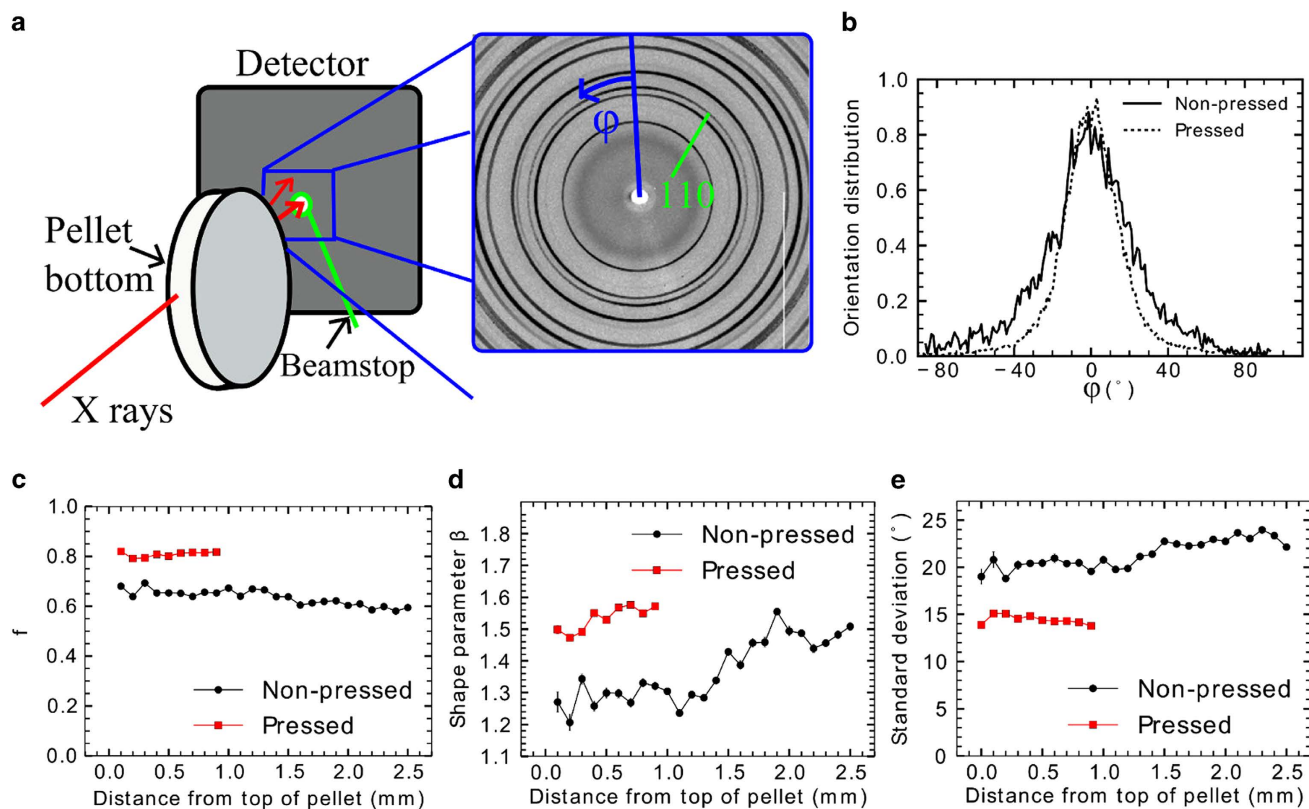 a
Detector
Pellet
bottom
Beamstop
X rays
φ
110
b
Orientation distribution
1.0
0.8
0.6
0.4
0.2
0.0
−80
−40
0
40
80
φ(°)
Non-pressed
Pressed
c
f
1.0
0.8
0.6
0.4
0.2
0.0
Non-pressed
Pressed
0.0 0.5 1.0 1.5 2.0 2.5
Distance from top of pellet (mm)
d
Shape parameter β
1.8
1.7
1.6
1.5
1.4
1.3
1.2
1.1
Non-pressed
Pressed
0.0 0.5 1.0 1.5 2.0 2.5
Distance from top of pellet (mm)
e
Standard deviation (°)
25
20
15
10
5
0
Non-pressed
Pressed
0.0 0.5 1.0 1.5 2.0 2.5
Distance from top of pellet (mm)